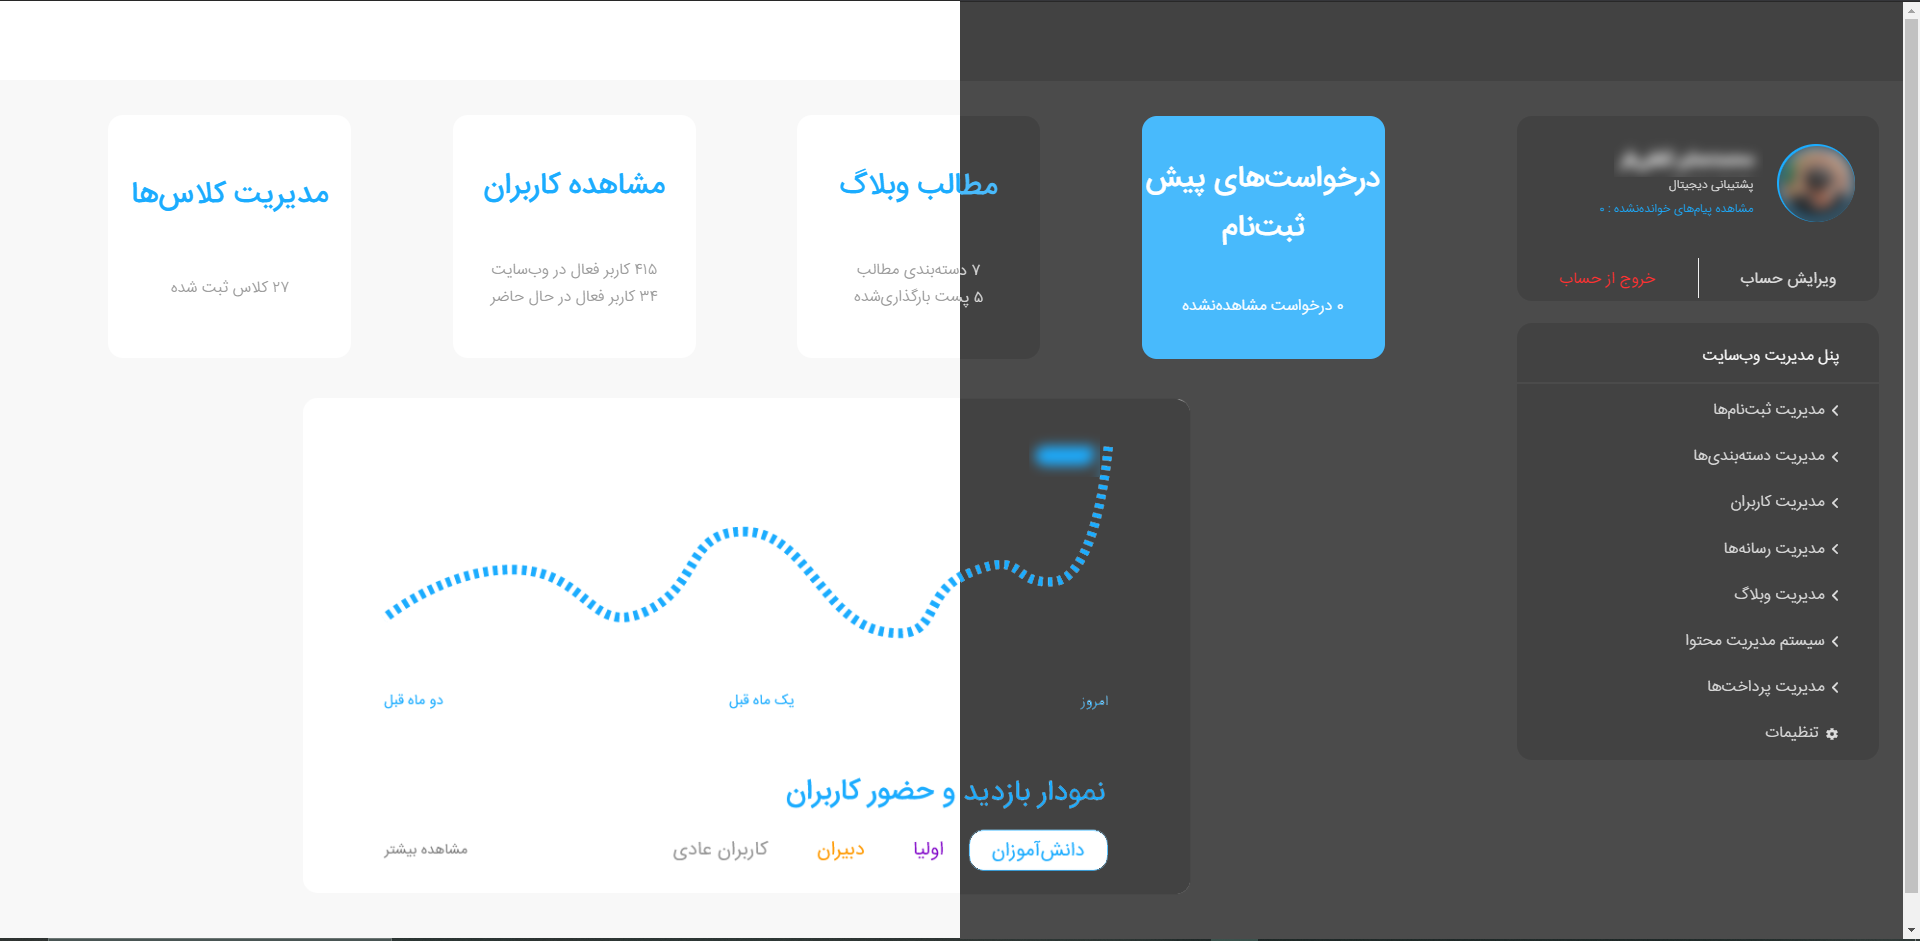 پشتیبانی دیجیتال
مشاهده پیام‌های خوانده‌نشده : ۰
ویرایش حساب
خروج از حساب
پنل مدیریت وب‌سایت
مدیریت ثبت‌نام‌ها
مدیریت دسته‌بندی‌ها
مدیریت کاربران
مدیریت رسانه‌ها
مدیریت وبلاگ
سیستم مدیریت محتوا
مدیریت پرداخت‌ها
تنظیمات
درخواست‌های پیش
ثبت‌نام
۰ درخواست مشاهده‌نشده
مطالب وبلاگ
۷ دسته‌بندی مطالب
۵ پست بارگذاری‌شده
مشاهده کاربران
۴۱۵ کاربر فعال در وب‌سایت
۳۴ کاربر فعال در حال حاضر
مدیریت کلاس‌ها
۲۷ کلاس ثبت شده
امروز
یک ماه قبل
دو ماه قبل
نمودار بازدید و حضور کاربران
دانش‌آموزان
اولیا
دبیران
کاربران عادی
مشاهده بیشتر